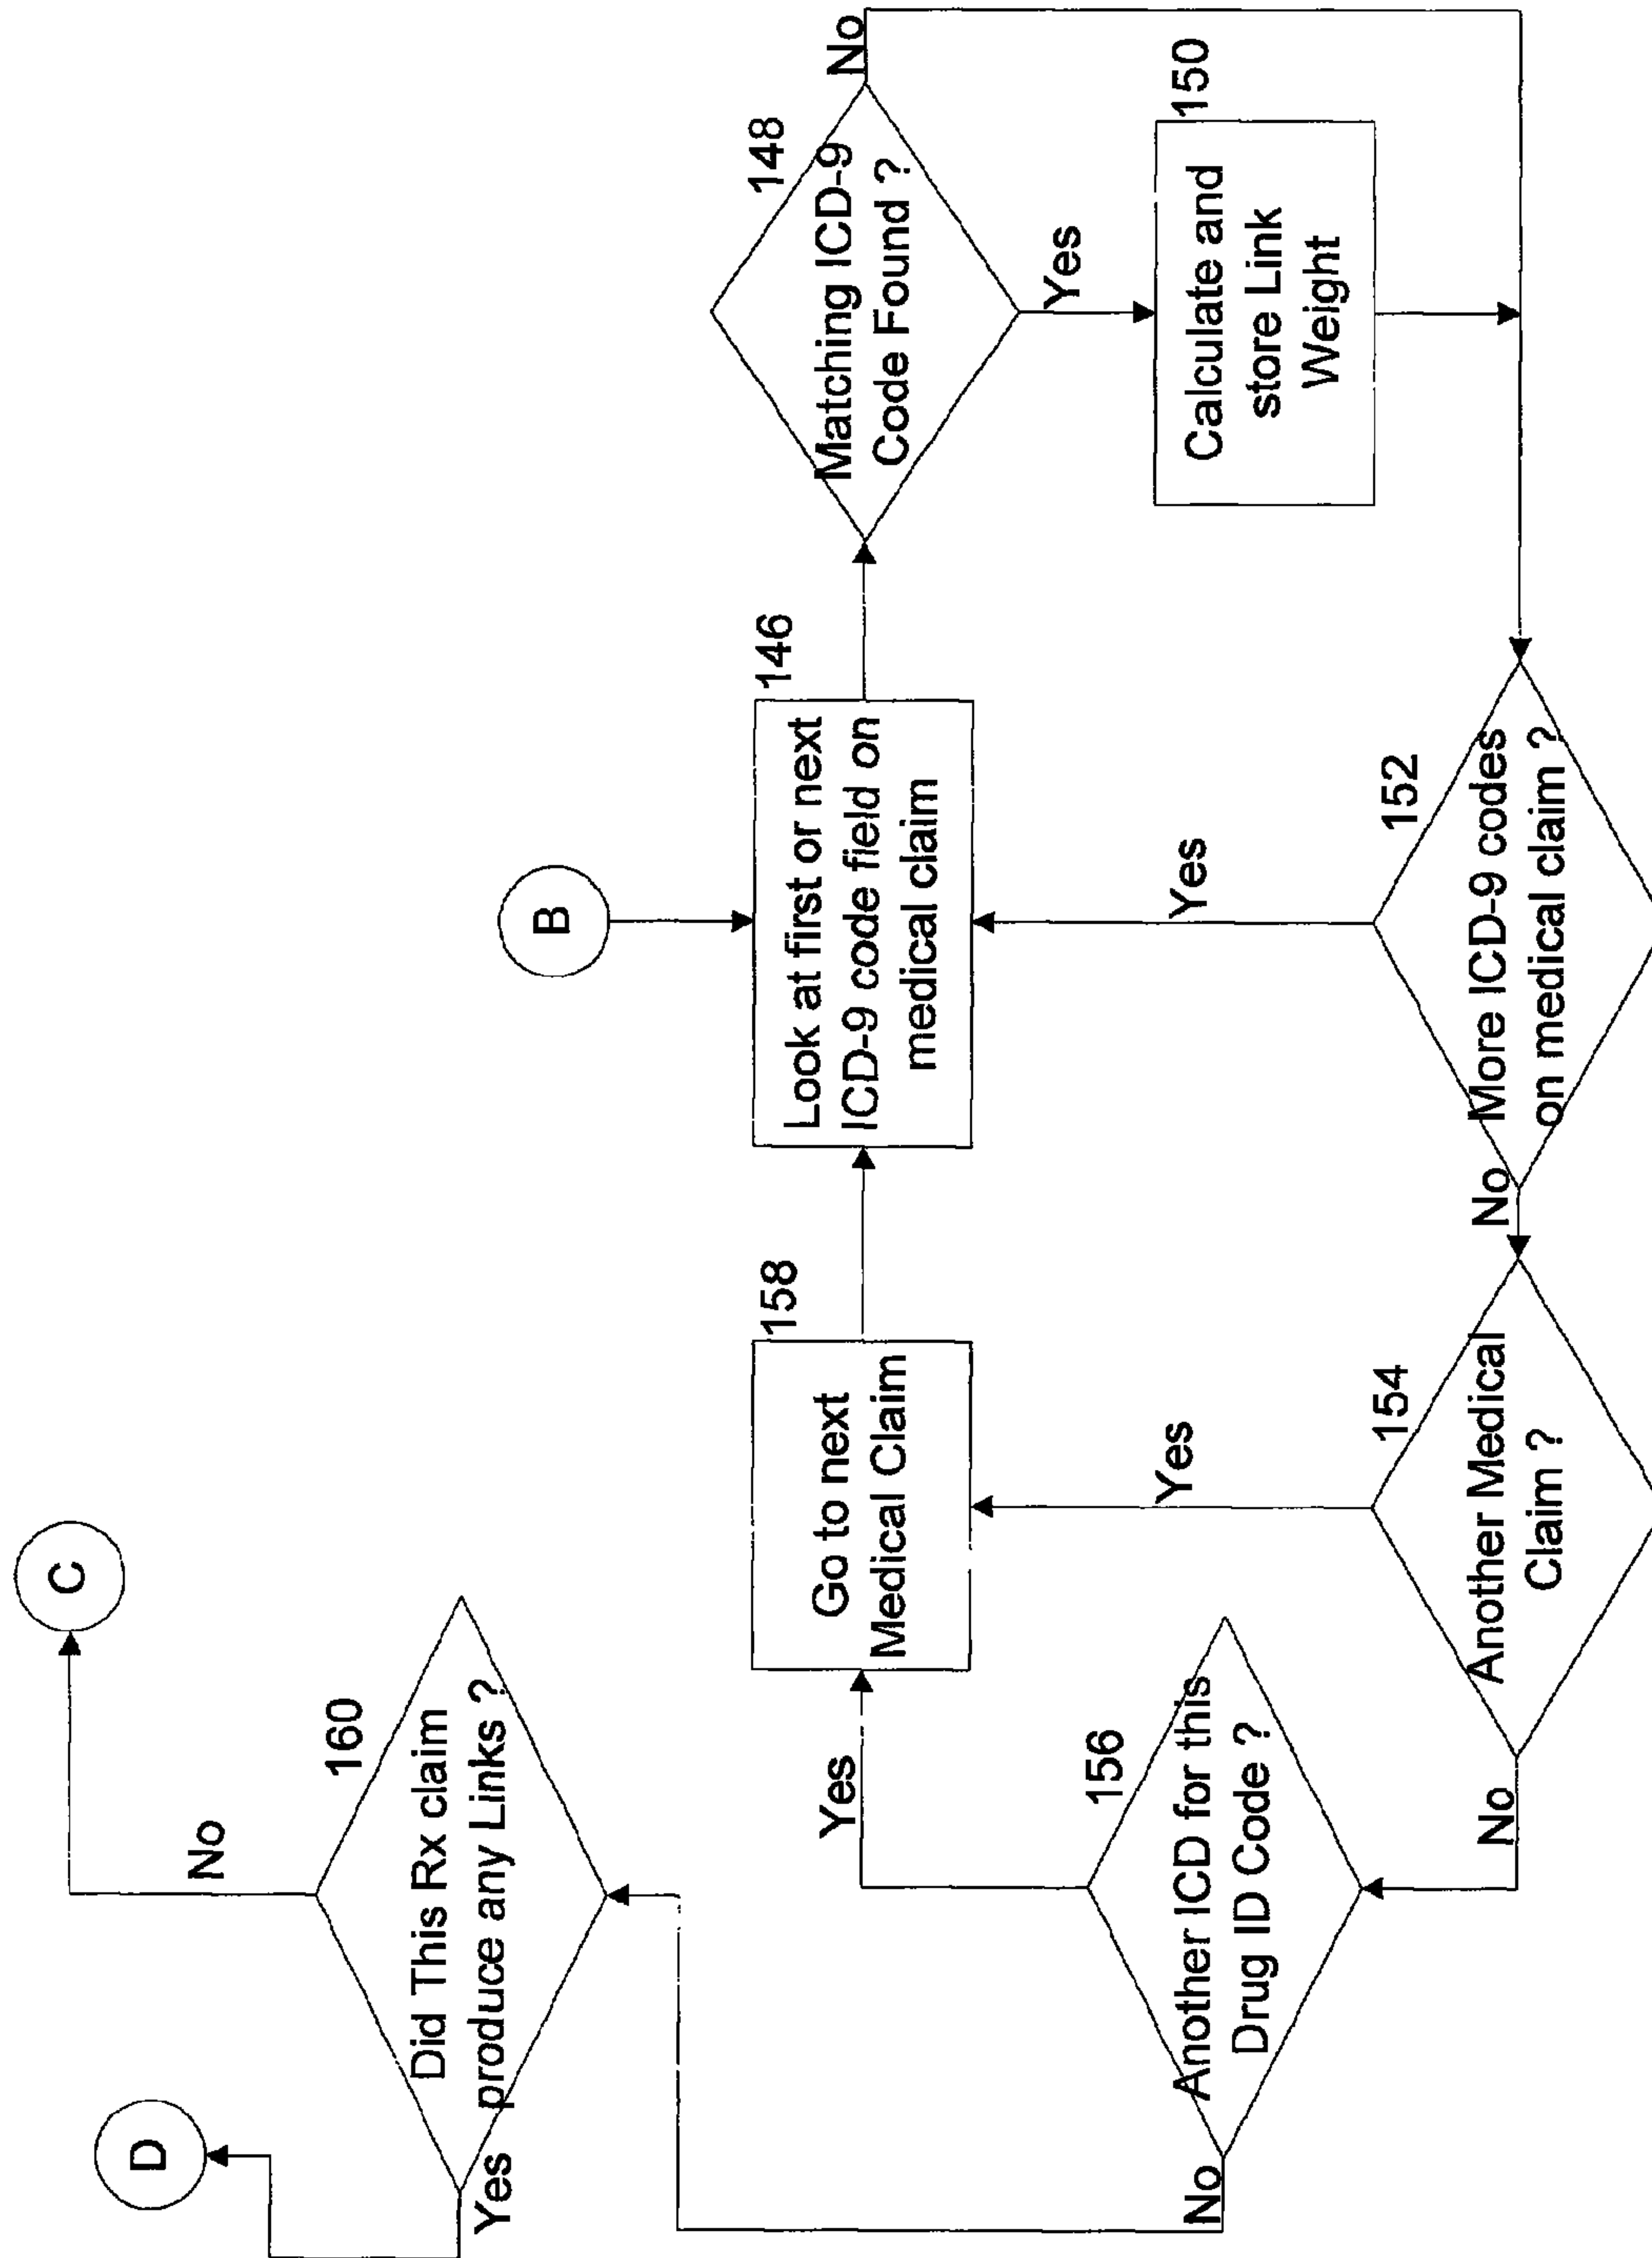 D
C
160
Did This Rx claim
produce any Links ?
No
Yes
B
158
Go to next
Medical Claim
146
Look at first or next
ICD-9 code field on
medical claim
148
Matching ICD-9
Code Found ?
No
Yes
Yes
156
Another ICD for this
Drug ID Code ?
No
Yes
Yes
150
Calculate and
store Link
Weight
154
Another Medical
Claim ?
No
152
More ICD-9 codes
on medical claim ?
No